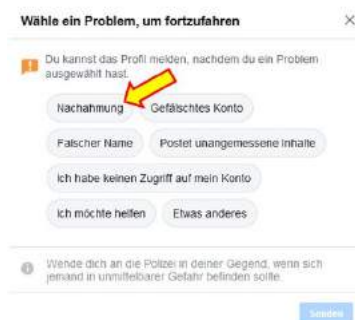 Wähle ein Problem, um fortzufahren
Du kannst das Profil melden, nachdem du ein Problem
ausgewählt hast.
Nachahmung Gefälschtes Konto
Falscher Name Postet unangemessene Inhalte
Ich habe keinen Zugriff auf mein Konto
Ich möchte helfen Etwas anderes
Wende dich an die Polizei in deiner Gegend, wenn sich
jemand in unmittelbarer Gefahr befinden sollte.
Senden